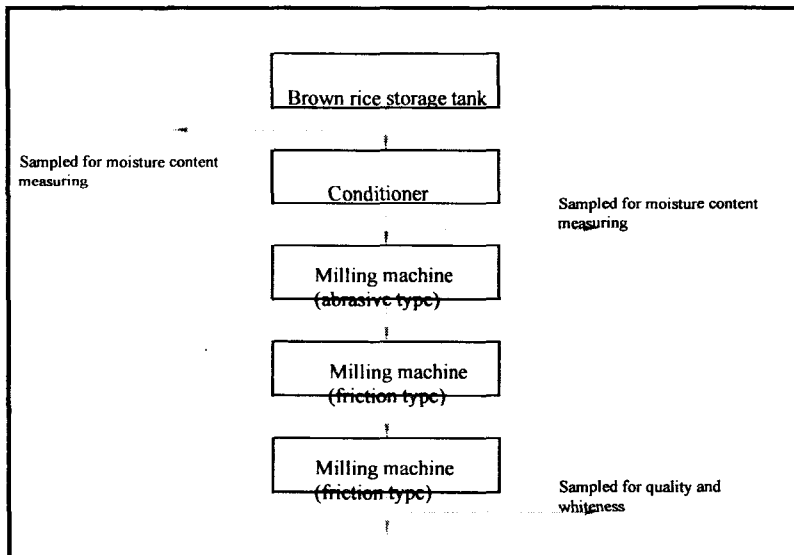 Brown rice storage tank
Sampled for moisture content
measuring
Conditioner
Sampled for moisture content
measuring
Milling machine
(abrasive type)
Milling machine
(friction type)
Milling machine
(friction type)
Sampled for quality and
whiteness